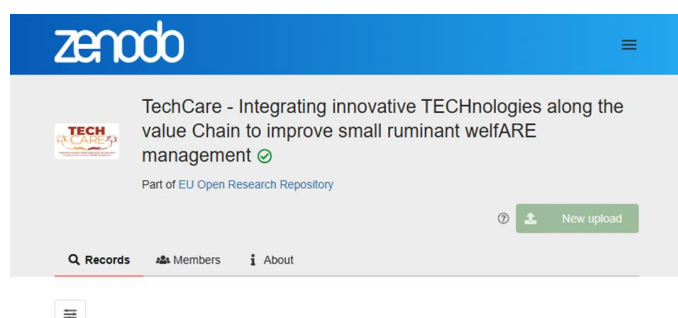 zenodo
TechCare - Integrating innovative TECHnologies along the
value Chain to improve small ruminant welfARE
management
TECH
CARE
Part of EU Open Research Repository
New upload
Records Members About